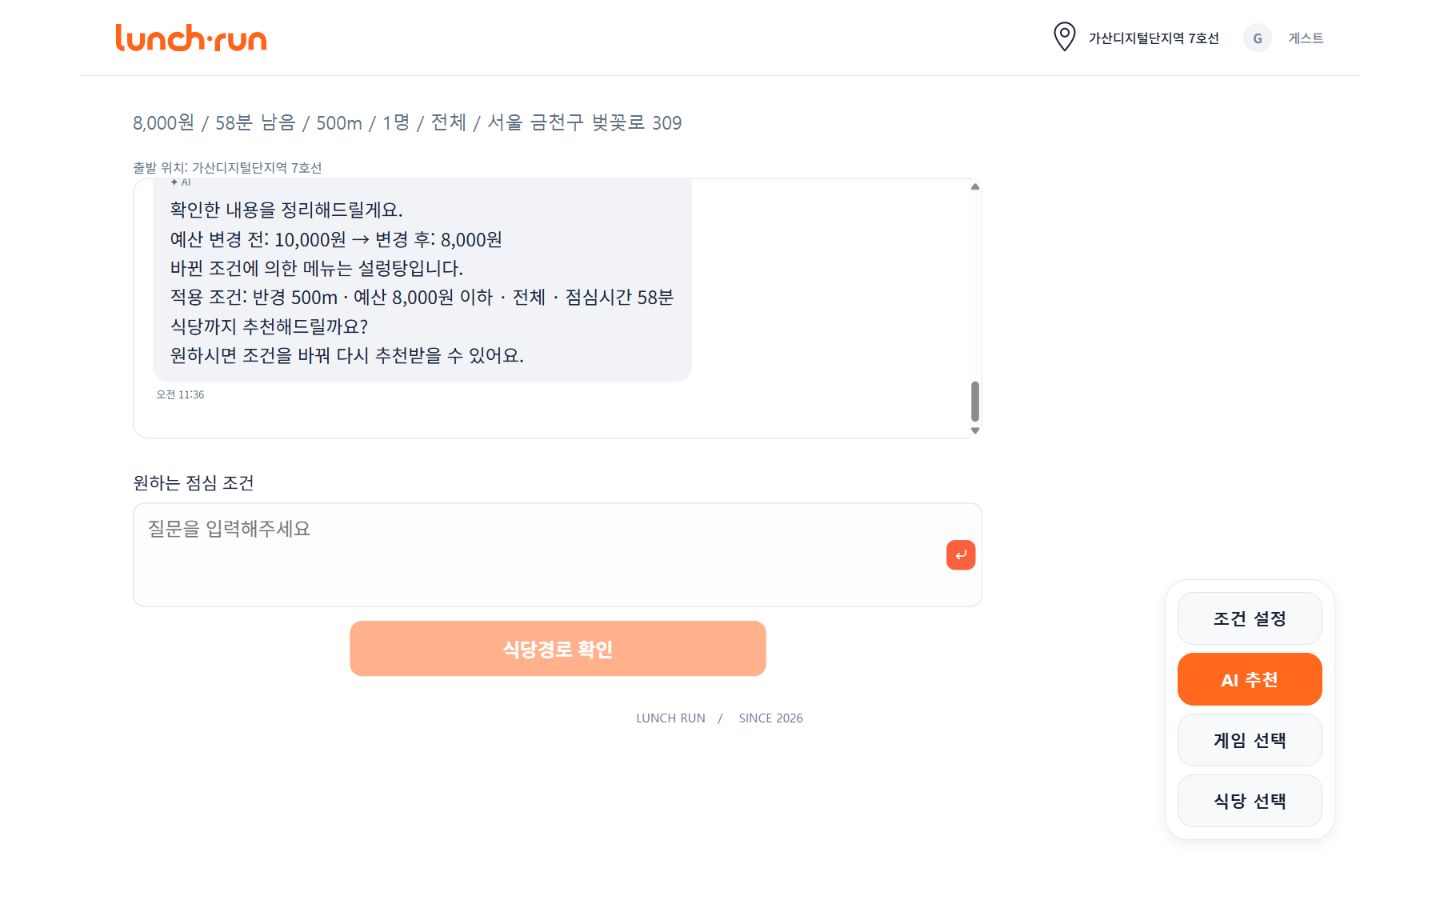 lunch·run
가산디지털단지역 7호선
G
게스트
8,000원 / 58분 남음 / 500m / 1명 / 전체 / 서울 금천구 벚꽃로 309
출발 위치: 가산디지털단지역 7호선
✦ AI
확인한 내용을 정리해드릴게요.
예산 변경 전: 10,000원 → 변경 후: 8,000원
바뀐 조건에 의한 메뉴는 설렁탕입니다.
적용 조건: 반경 500m · 예산 8,000원 이하 · 전체 · 점심시간 58분
식당까지 추천해드릴까요?
원하시면 조건을 바꿔 다시 추천받을 수 있어요.
오전 11:36
원하는 점심 조건
질문을 입력해주세요
식당경로 확인
조건 설정
AI 추천
게임 선택
식당 선택
LUNCH RUN / SINCE 2026